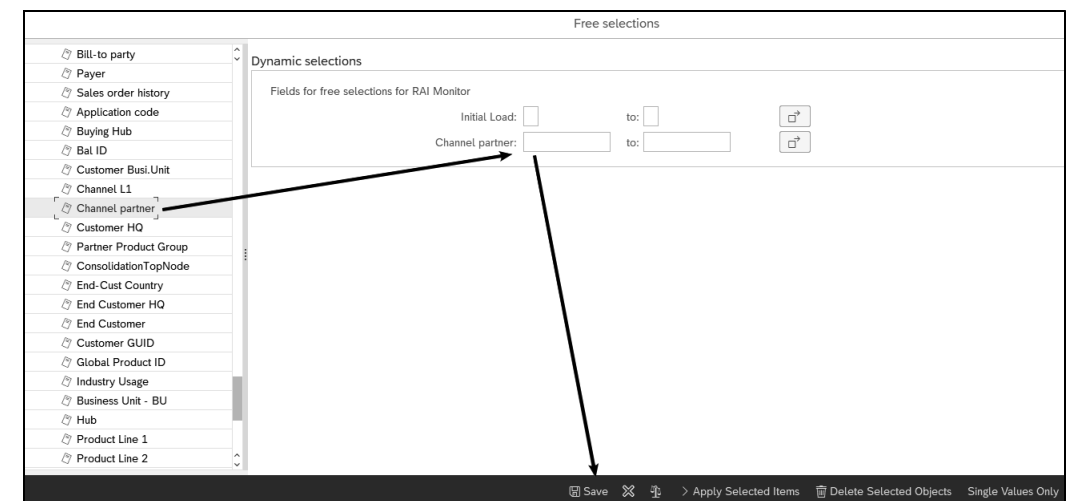 Free selections
Bill-to party
Payer
Sales order history
Application code
Buying Hub
Bal ID
Customer Busi.Unit
Channel L1
Channel partner
Customer HQ
Partner Product Group
ConsolidationTopNode
End-Cust Country
End Customer HQ
End Customer
Customer GUID
Global Product ID
Industry Usage
Business Unit - BU
Hub
Product Line 1
Product Line 2
Dynamic selections
Fields for free selections for RAI Monitor
Initial Load: to:
Channel partner: to:
Save Apply Selected Items Delete Selected Objects Single Values Only